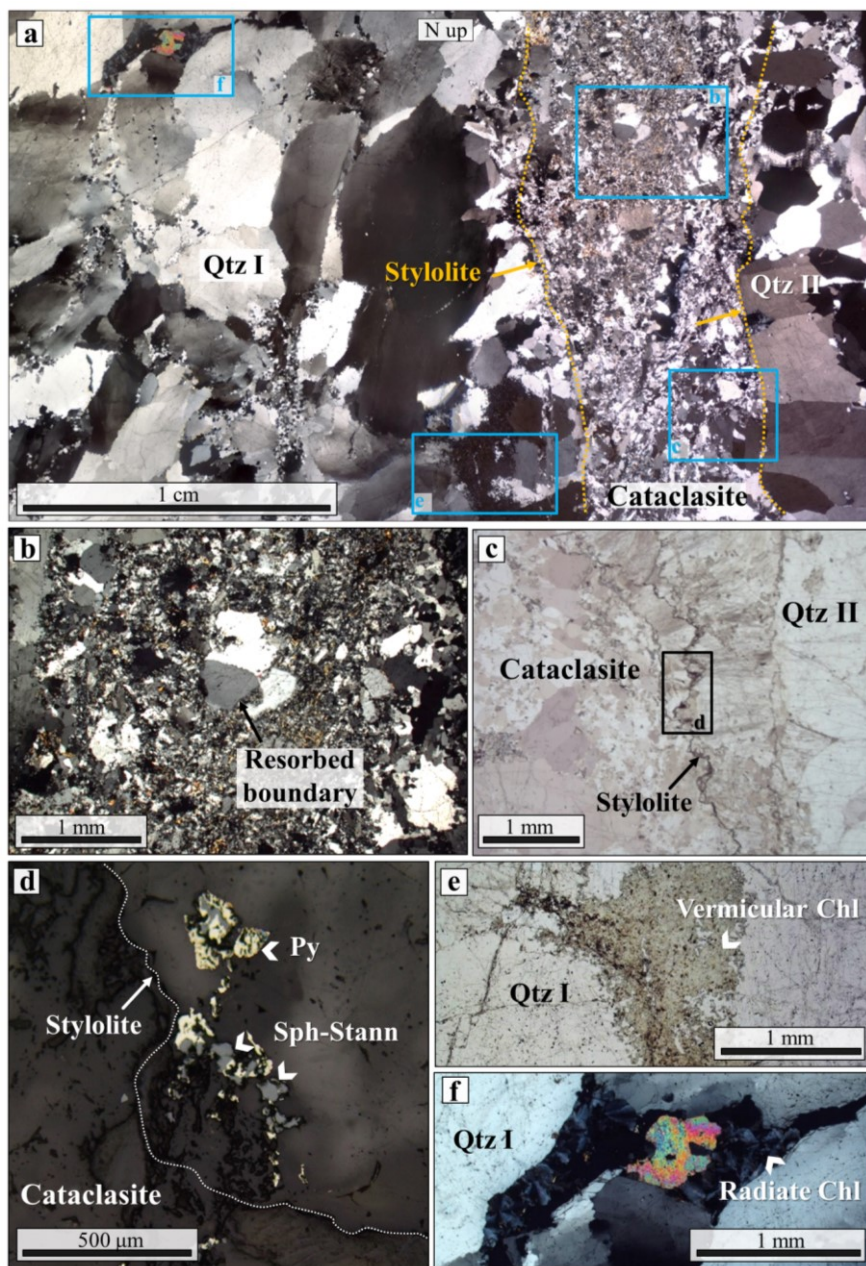 a
N up
f
b
Qtz I
Stylolite
Qtz II
c
e
1 cm
Cataclasite
b
Resorbed
boundary
1 mm
c
Qtz II
Cataclasite
d
Stylolite
1 mm
d
Py
Stylolite
Sph-Stann
Cataclasite
500 µm
e
Vermicular Chl
Qtz I
1 mm
f
Qtz I
Radiate Chl
1 mm